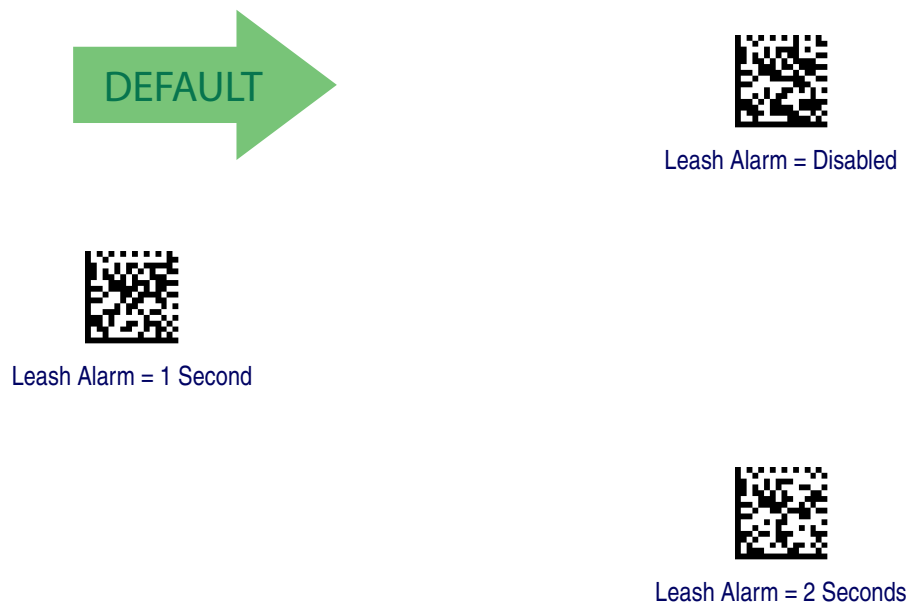 DEFAULT
Leash Alarm = Disabled
Leash Alarm = 1 Second
Leash Alarm = 2 Seconds